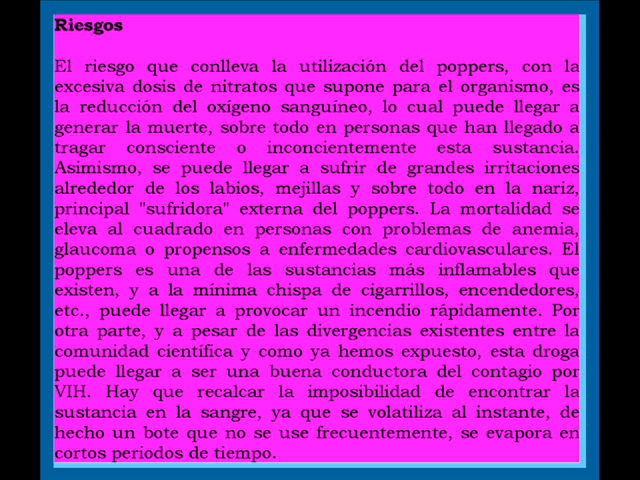 Riesgos
El riesgo que conlleva la utilización del poppers, con la
excesiva dosis de nitratos que supone para el organismo, es
la reducción del oxígeno sanguíneo, lo cual puede llegar a
generar la muerte, sobre todo en personas que han llegado a
tragar consciente o inconcientemente esta sustancia.
Asimismo, se puede llegar a sufrir de grandes irritaciones
alrededor de los labios, mejillas y sobre todo en la nariz,
principal "sufridora" externa del poppers. La mortalidad se
eleva al cuadrado en personas con problemas de anemia,
glaucoma o propensos a enfermedades cardiovasculares. El
poppers es una de las sustancias más inflamables que
existen, y a la mínima chispa de cigarrillos, encendedores,
etc., puede llegar a provocar un incendio rápidamente. Por
otra parte, y a pesar de las divergencias existentes entre la
comunidad científica y como ya hemos expuesto, esta droga
puede llegar a ser una buena conductora del contagio por
VIH. Hay que recalcar la imposibilidad de encontrar la
sustancia en la sangre, ya que se volatiliza al instante, de
hecho un bote que no se use frecuentemente, se evapora en
cortos periodos de tiempo.